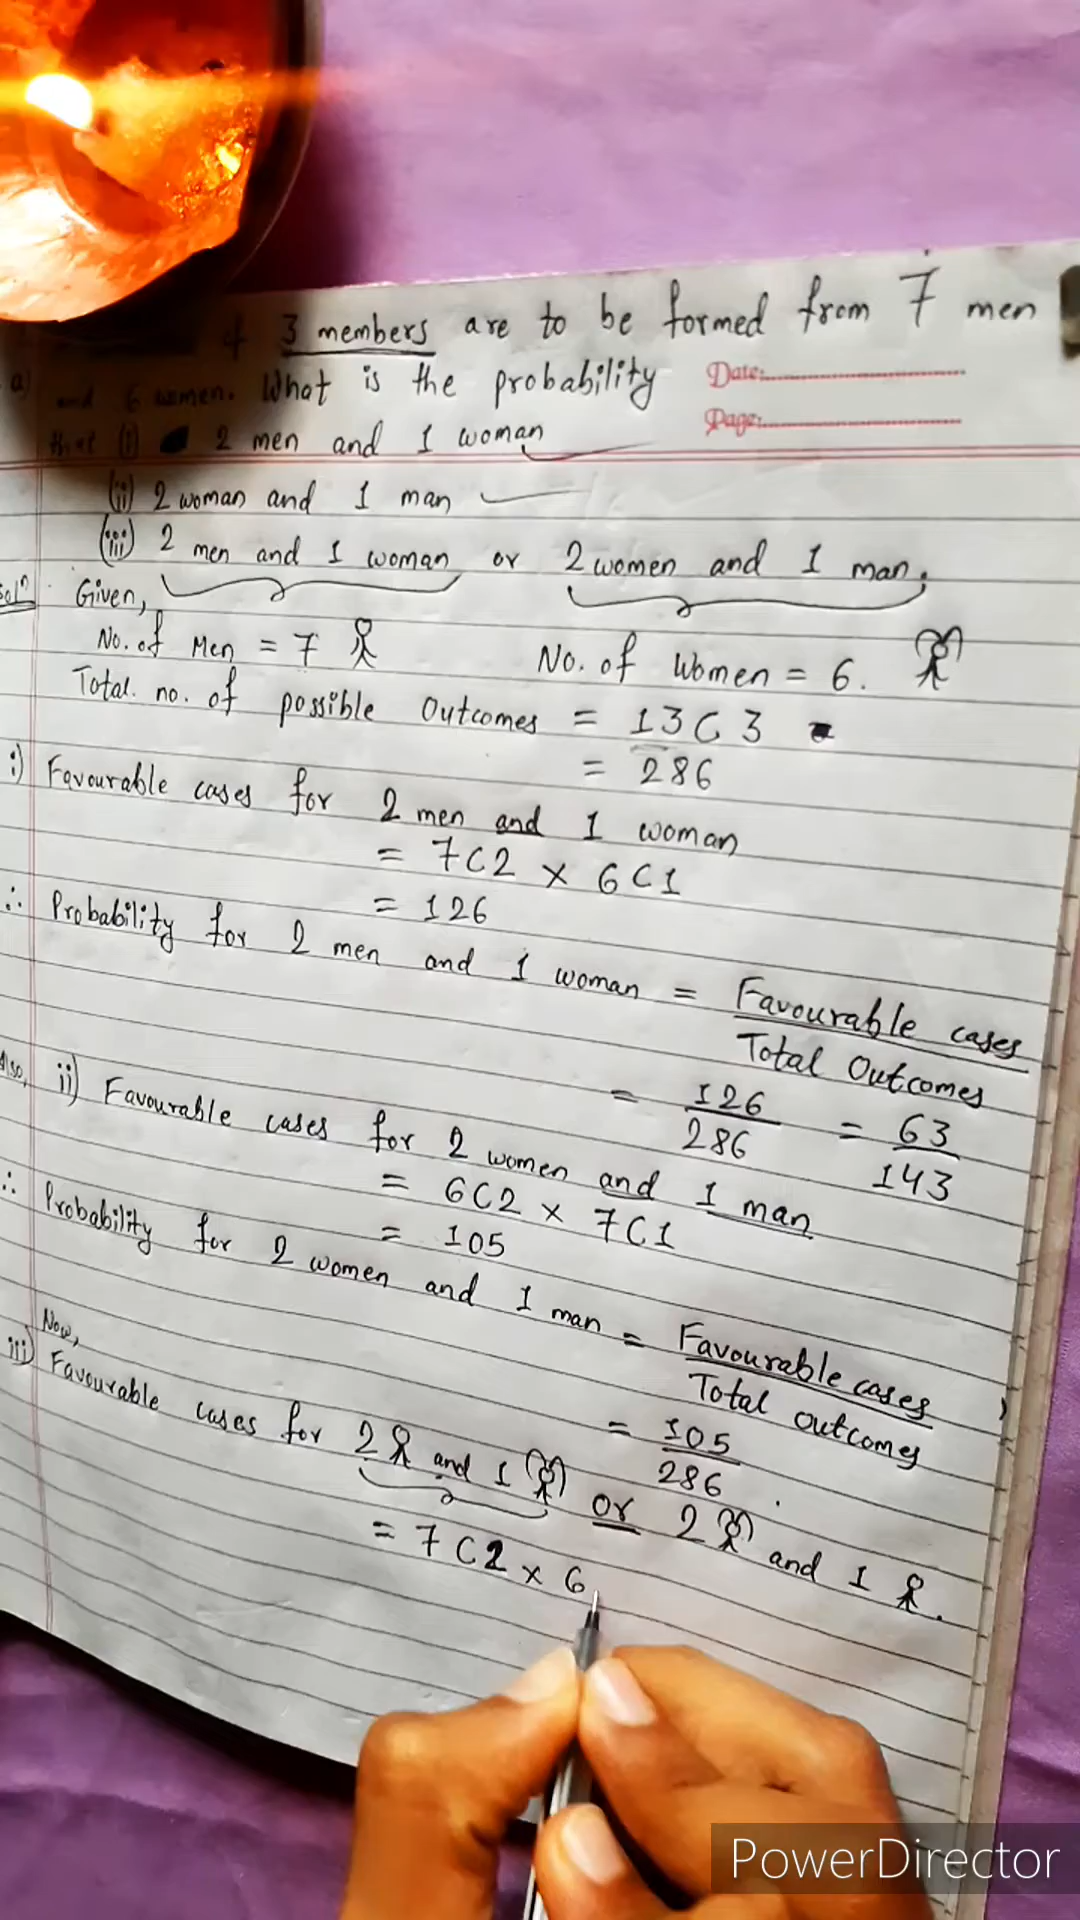 3 members are to be formed from 7 men
a) and 6 women. What is the probability
Date:
Page:
that (i) 2 men and 1 woman
(ii) 2 woman and 1 man
(iii) 2 men and 1 woman or 2 women and 1 man.
Solⁿ Given,
No. of Men = 7 No. of Women = 6.
Total. no. of possible Outcomes = 13C3
= 286
i) Favourable cases for 2 men and 1 woman
= 7C2 × 6C1
= 126
∴ Probability for 2 men and 1 woman = Favourable cases
Total Outcomes
= 126/286 = 63/143
Also, ii) Favourable cases for 2 women and 1 man
= 6C2 × 7C1
= 105
∴ Probability for 2 women and 1 man = Favourable cases
Total outcomes
= 105/286
Now,
iii) Favourable cases for 2 and 1 or 2 and 1 .
= 7C2 × 6
PowerDirector